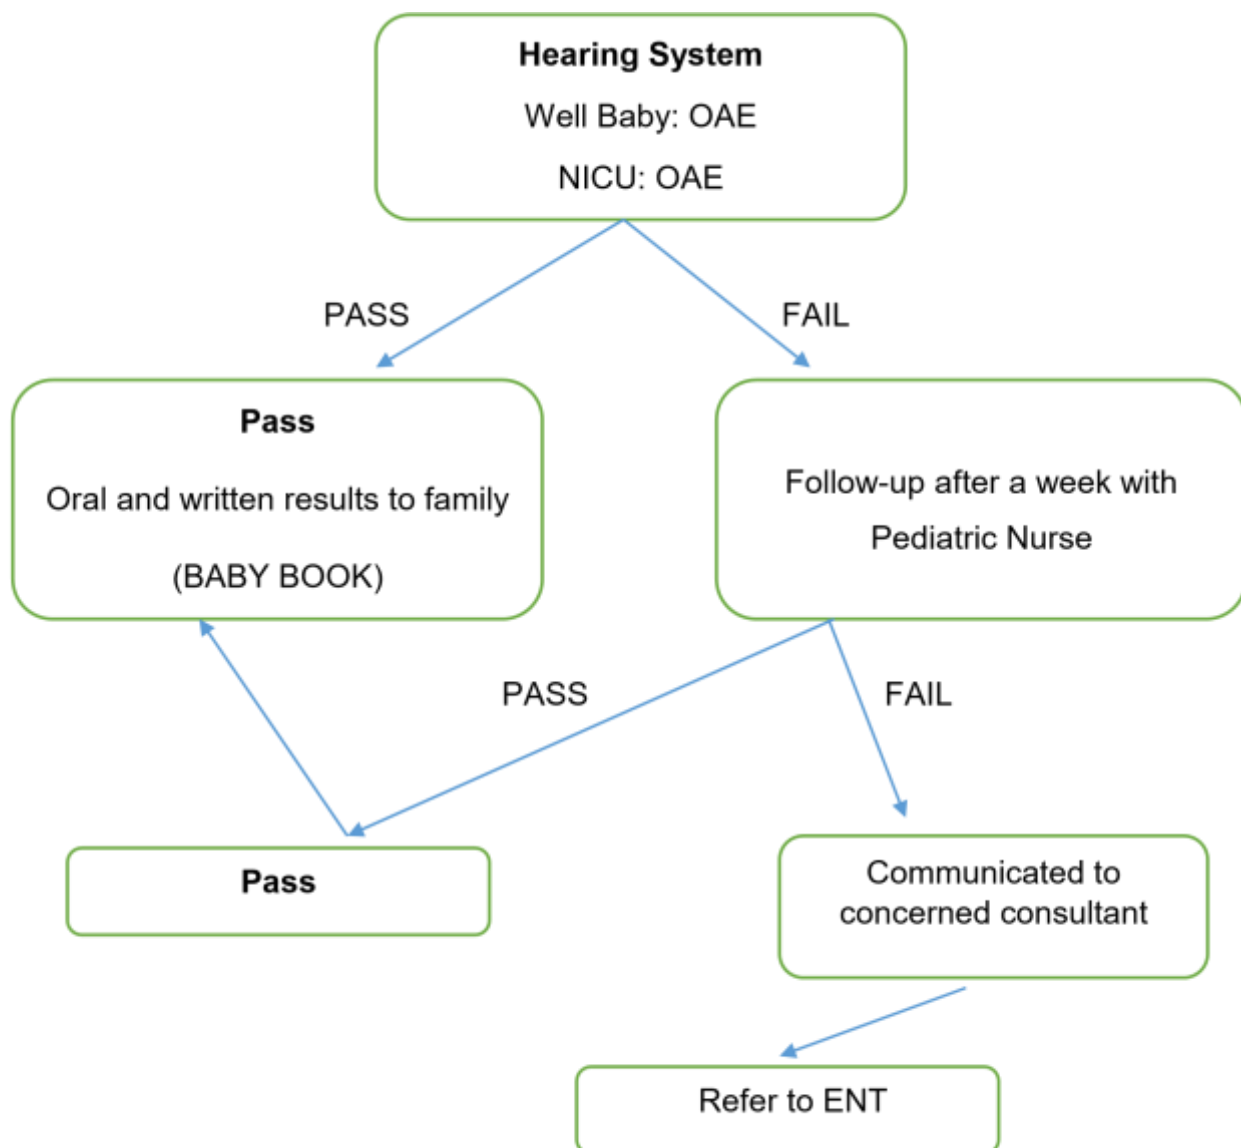 Hearing System
Well Baby: OAE
NICU: OAE
PASS
FAIL
Pass
Oral and written results to family
(BABY BOOK)
Follow-up after a week with
Pediatric Nurse
PASS
FAIL
Pass
Communicated to
concerned consultant
Refer to ENT